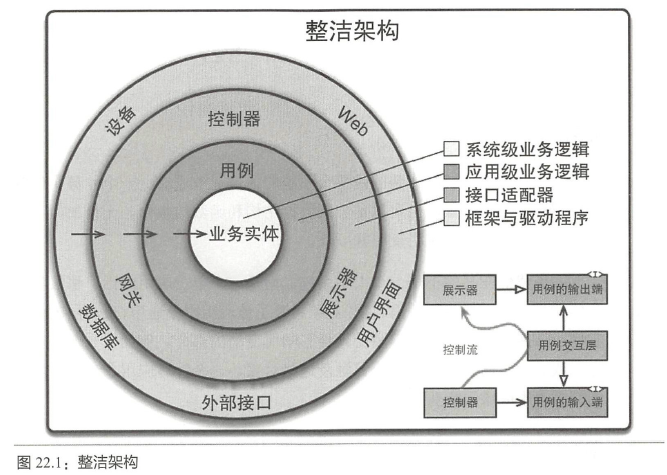 整洁架构
设备
Web
控制器
用例
业务实体
网关
展示器
数据库
用户界面
外部接口
系统级业务逻辑
应用级业务逻辑
接口适配器
框架与驱动程序
展示器
用例的输出端
<I>
控制流
用例交互层
控制器
用例的输入端
<I>
图 22.1：整洁架构